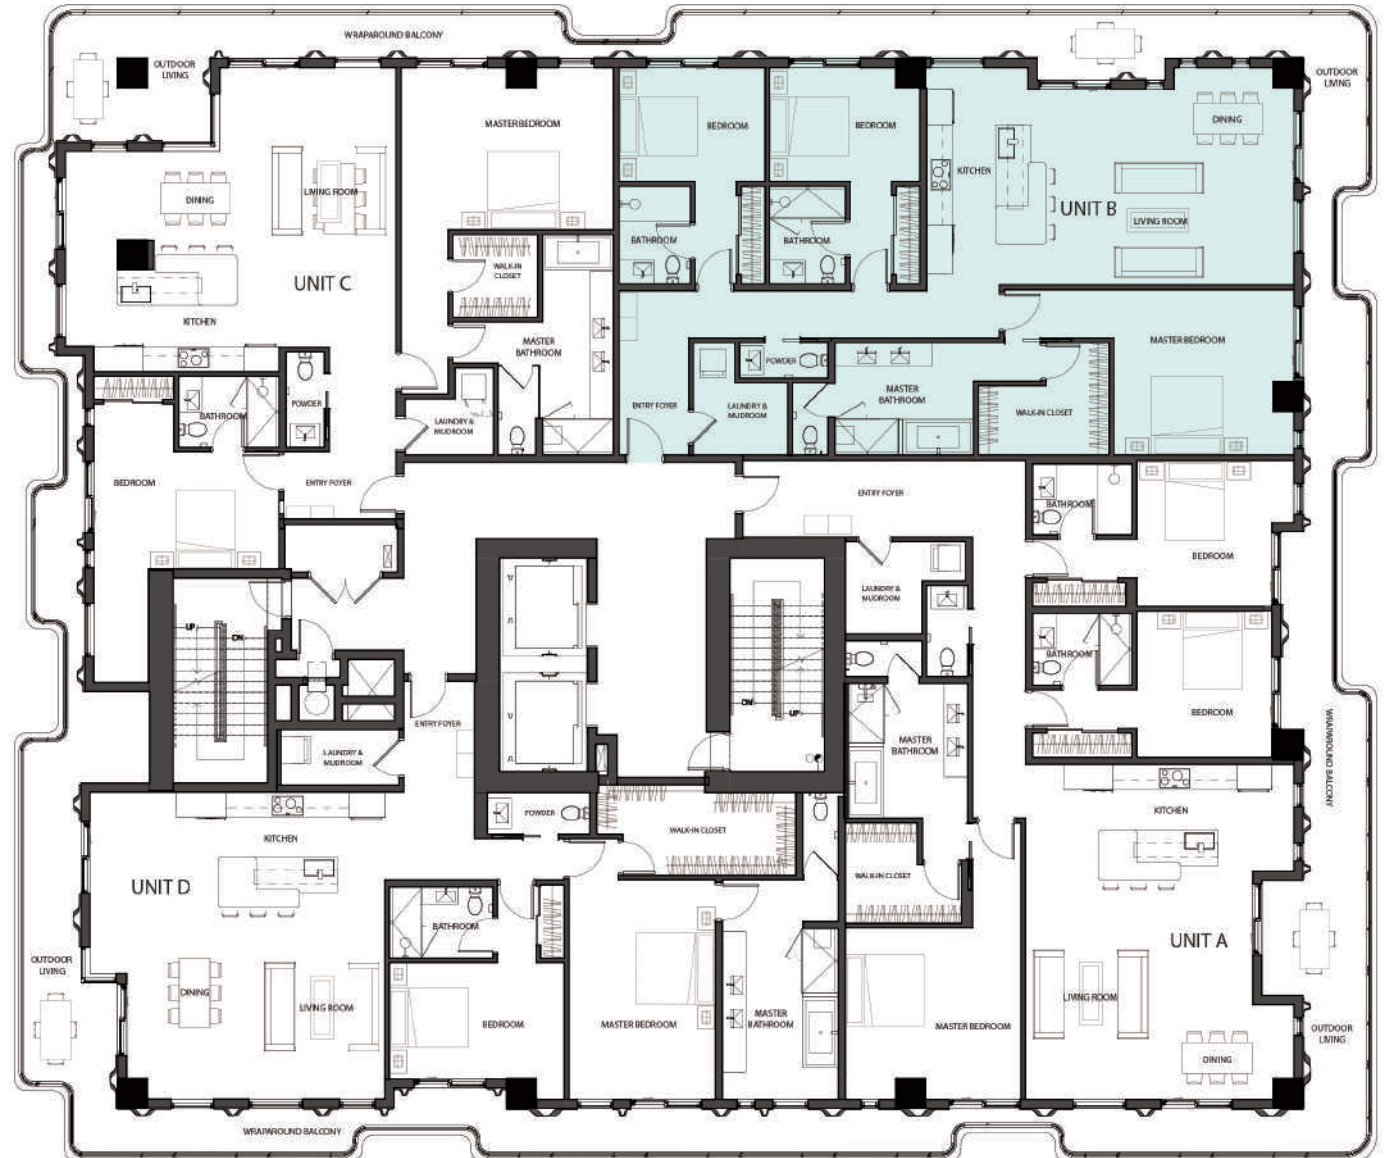 WRAPAROUND BALCONY
OUTDOOR
LIVING
OUTDOOR
LIVING
MASTER BEDROOM
BEDROOM
BEDROOM
DINING
KITCHEN
UNIT B
LIVING ROOM
DINING
LIVING ROOM
BATHROOM
BATHROOM
WALK-IN
CLOSET
UNIT C
KITCHEN
MASTER
BATHROOM
MASTER BEDROOM
POWDER
MASTER
BATHROOM
WALK-IN CLOSET
ENTRY FOYER
LAUNDRY &
MUDROOM
BATHROOM
POWDER
LAUNDRY &
MUDROOM
BEDROOM
ENTRY FOYER
ENTRY FOYER
BATHROOM
BEDROOM
LAUNDRY &
MUDROOM
UP
DN
BATHROOM
BEDROOM
DN
UP
ENTRY FOYER
LAUNDRY &
MUDROOM
MASTER
BATHROOM
WRAPAROUND BALCONY
KITCHEN
POWDER
WALK-IN CLOSET
KITCHEN
UNIT D
WALK-IN CLOSET
BATHROOM
UNIT A
OUTDOOR
LIVING
DINING
LIVING ROOM
BEDROOM
MASTER BEDROOM
MASTER
BATHROOM
MASTER BEDROOM
LIVING ROOM
OUTDOOR
LIVING
DINING
WRAPAROUND BALCONY